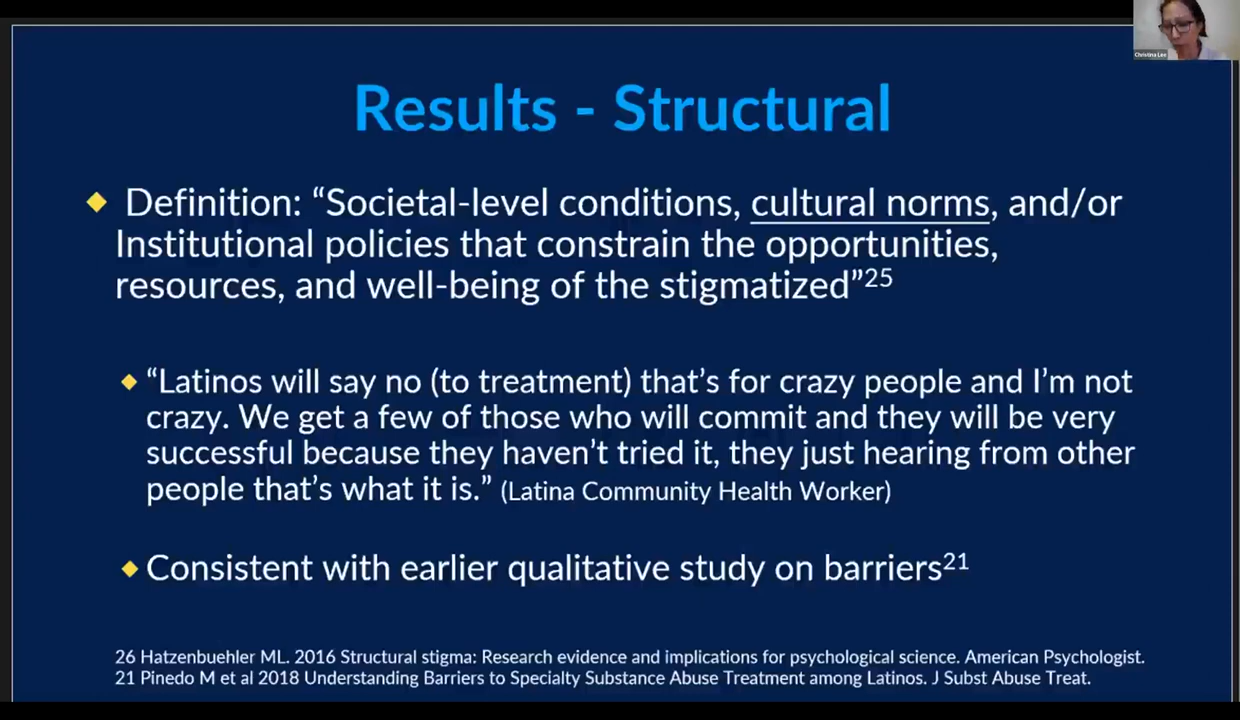 Christina Lee
Results - Structural
Definition: “Societal-level conditions, cultural norms, and/or
Institutional policies that constrain the opportunities,
resources, and well-being of the stigmatized”25
“Latinos will say no (to treatment) that’s for crazy people and I’m not
crazy. We get a few of those who will commit and they will be very
successful because they haven’t tried it, they just hearing from other
people that’s what it is.” (Latina Community Health Worker)
Consistent with earlier qualitative study on barriers21
26 Hatzenbuehler ML. 2016 Structural stigma: Research evidence and implications for psychological science. American Psychologist.
21 Pinedo M et al 2018 Understanding Barriers to Specialty Substance Abuse Treatment among Latinos. J Subst Abuse Treat.